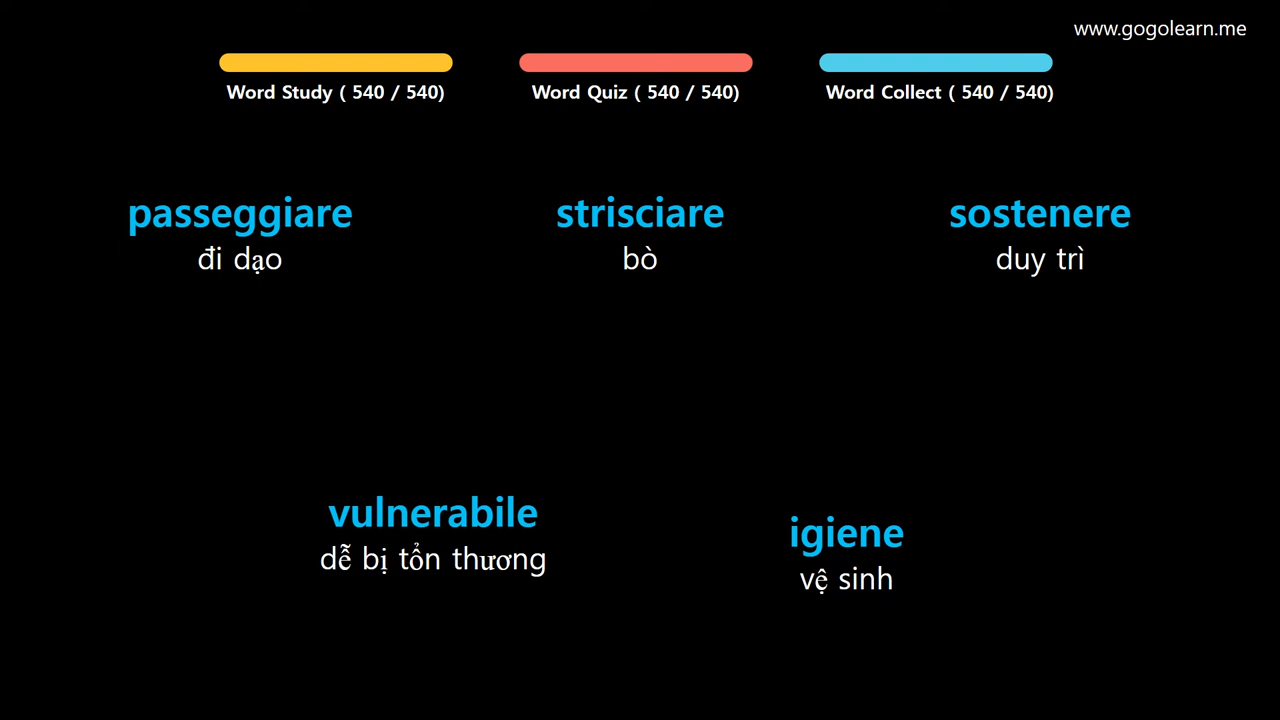 www.gogolearn.me
Word Study ( 540 / 540)
Word Quiz ( 540 / 540)
Word Collect ( 540 / 540)
passeggiare
đi dạo
strisciare
bò
sostenere
duy trì
vulnerabile
dễ bị tổn thương
igiene
vệ sinh